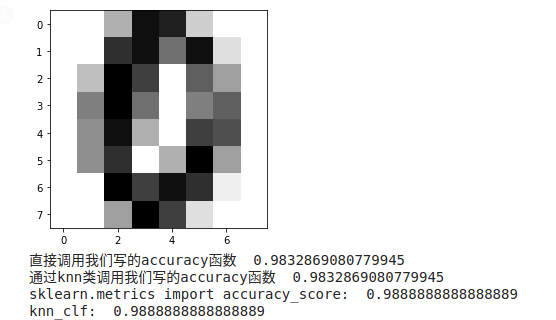 0
1
2
3
4
5
6
7
0 2 4 6
直接调用我们写的accuracy函数  0.9832869080779945
通过knn类调用我们写的accuracy函数  0.9832869080779945
sklearn.metrics import accuracy_score:  0.9888888888888889
knn_clf:  0.9888888888888889